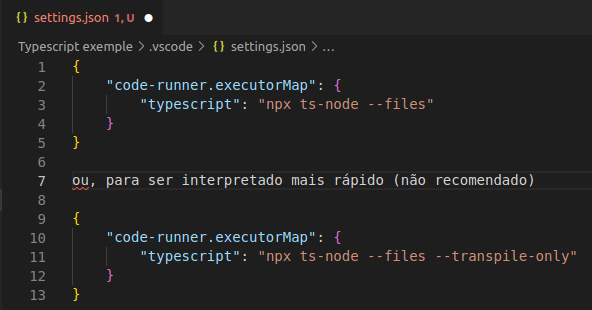 {} settings.json 1, U ●
Typescript exemple > .vscode > {} settings.json > ...
1 {
2     "code-runner.executorMap": {
3         "typescript": "npx ts-node --files"
4     }
5 }
6
7 ou, para ser interpretado mais rápido (não recomendado)
8
9 {
10     "code-runner.executorMap": {
11         "typescript": "npx ts-node --files --transpile-only"
12     }
13 }